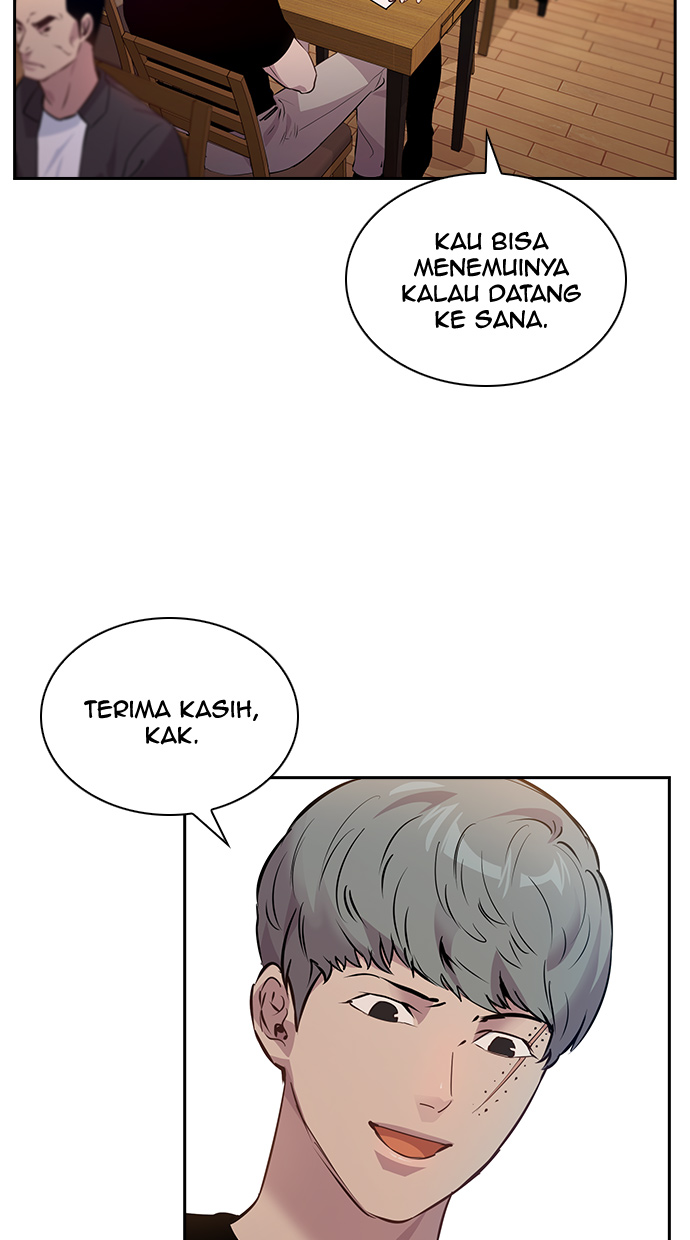 KAU BISA
MENEMUINYA
KALAU DATANG
KE SANA.
TERIMA KASIH,
KAK.